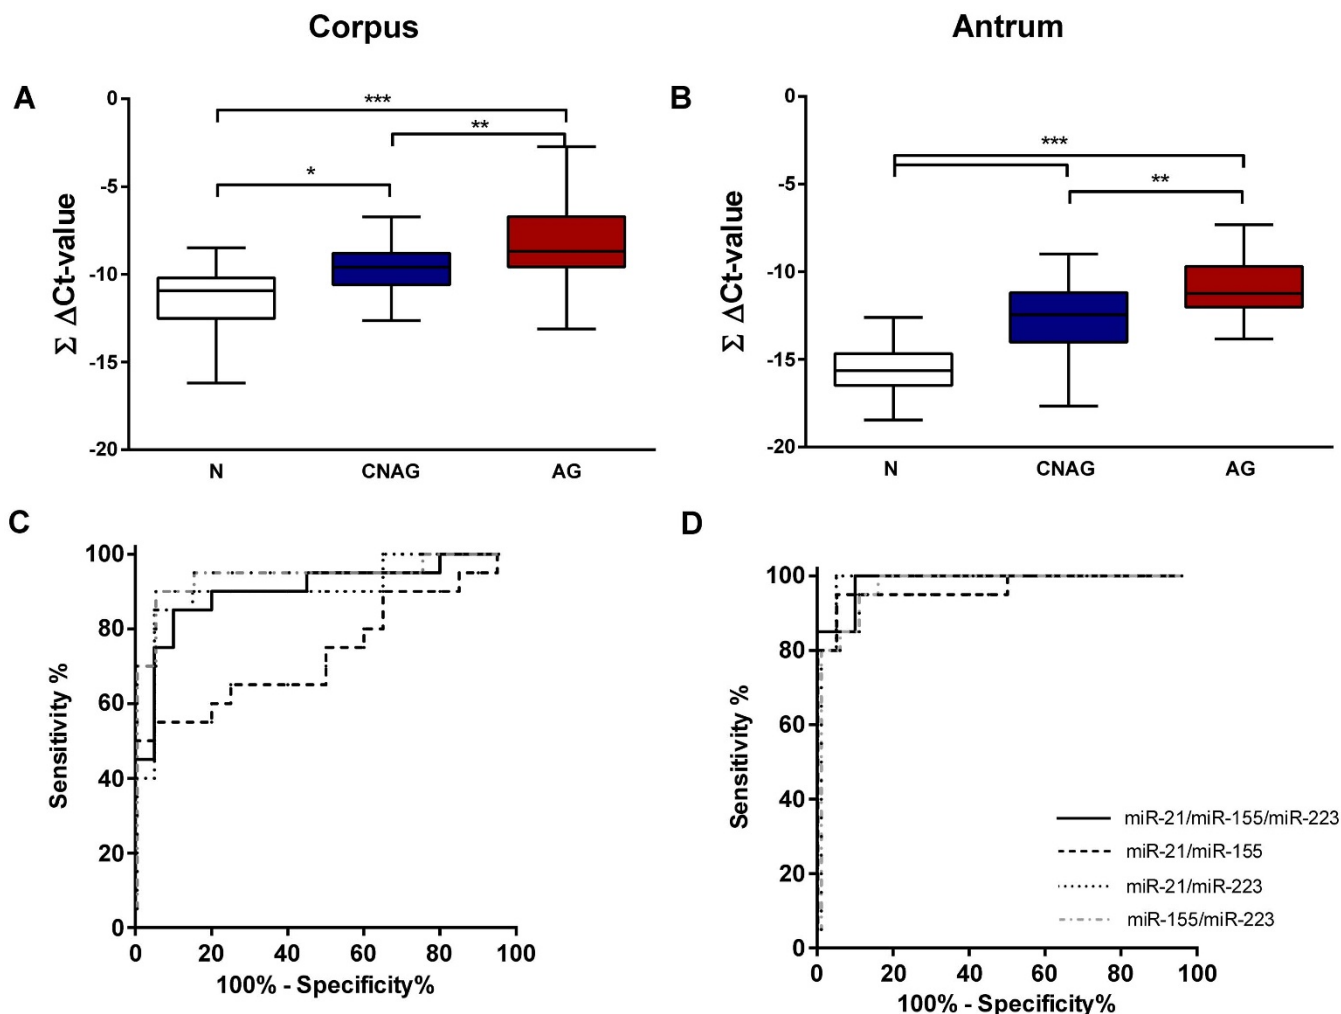 Corpus
Antrum
A
0
-5
-10
-15
-20
Σ ΔCt-value
***
**
*
N CNAG AG
B
0
-5
-10
-15
-20
Σ ΔCt-value
***
**
N CNAG AG
C
100
80
60
40
20
0
Sensitivity %
0 20 40 60 80 100
100% - Specificity%
D
100
80
60
40
20
0
Sensitivity %
miR-21/miR-155/miR-223
miR-21/miR-155
miR-21/miR-223
miR-155/miR-223
0 20 40 60 80 100
100% - Specificity%